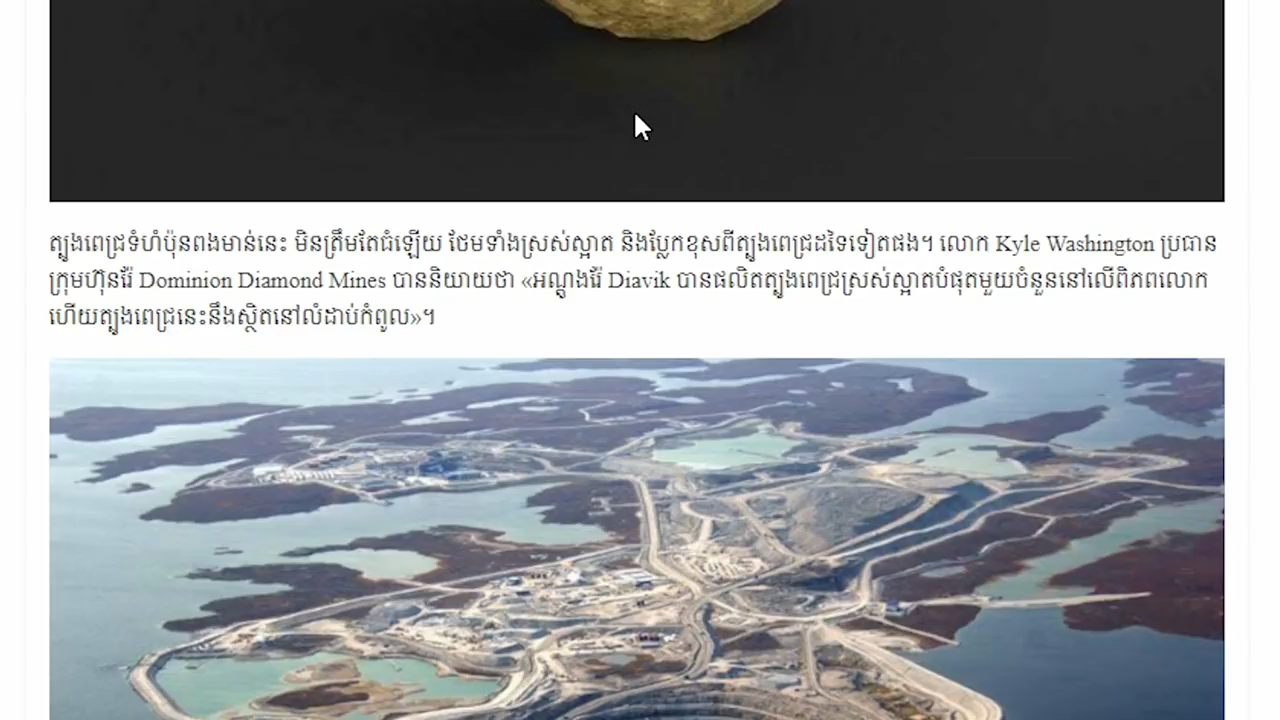 ត្បូងពេជ្រទំហំប៉ុនពងមាន់នេះ មិនត្រឹមតែធំឡើយ ថែមទាំងស្រស់ស្អាត និងប្លែកខុសពីត្បូងពេជ្រដទៃទៀតផង។ លោក Kyle Washington ប្រធាន
ក្រុមហ៊ុនរ៉ែ Dominion Diamond Mines បាននិយាយថា «អណ្តូងរ៉ែ Diavik បានផលិតត្បូងពេជ្រស្រស់ស្អាតបំផុតមួយចំនួននៅលើពិភពលោក
ហើយត្បូងពេជ្រនេះនឹងស្ថិតនៅលំដាប់កំពូល»។